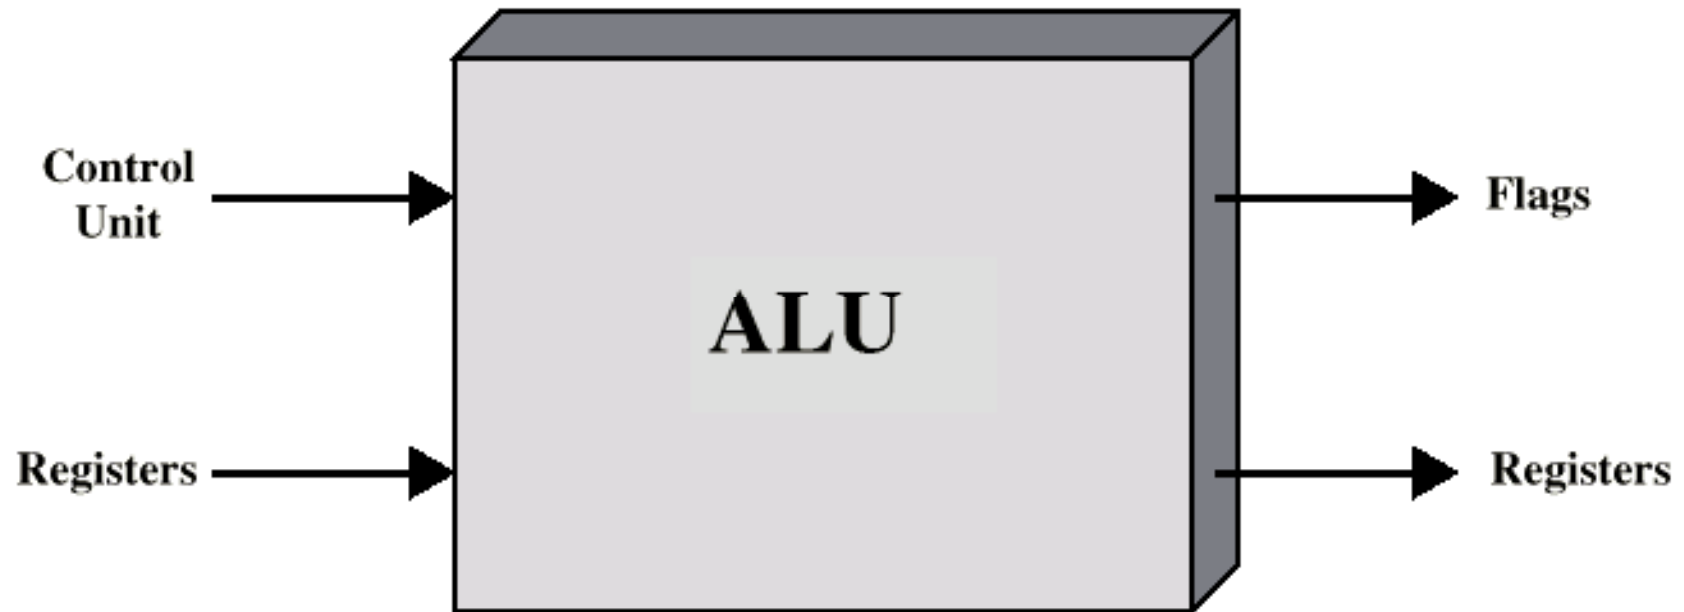 Control
Unit
Flags
ALU
Registers
Registers